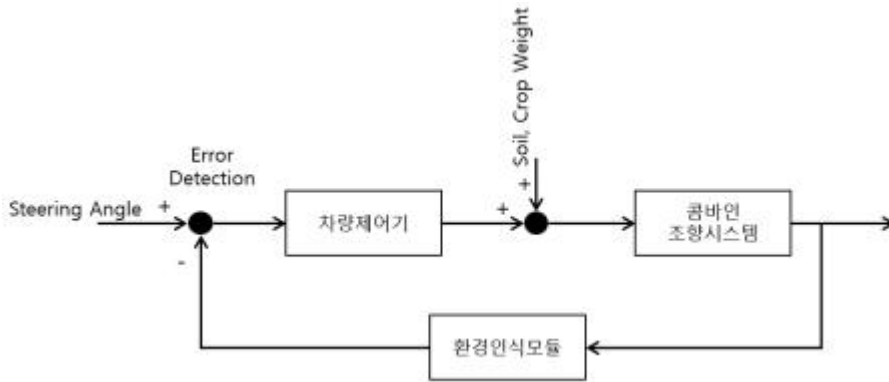 Soil, Crop Weight
+
Error
Detection
Steering Angle
+
차량제어기
+
콤바인
조향시스템
-
환경인식모듈